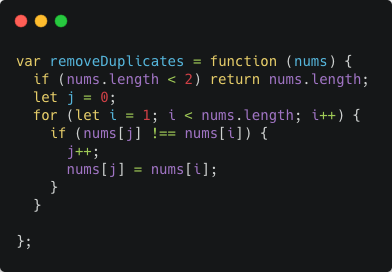 var removeDuplicates = function (nums) {
  if (nums.length < 2) return nums.length;
  let j = 0;
  for (let i = 1; i < nums.length; i++) {
    if (nums[j] !== nums[i]) {
      j++;
      nums[j] = nums[i];
    }
  }

};